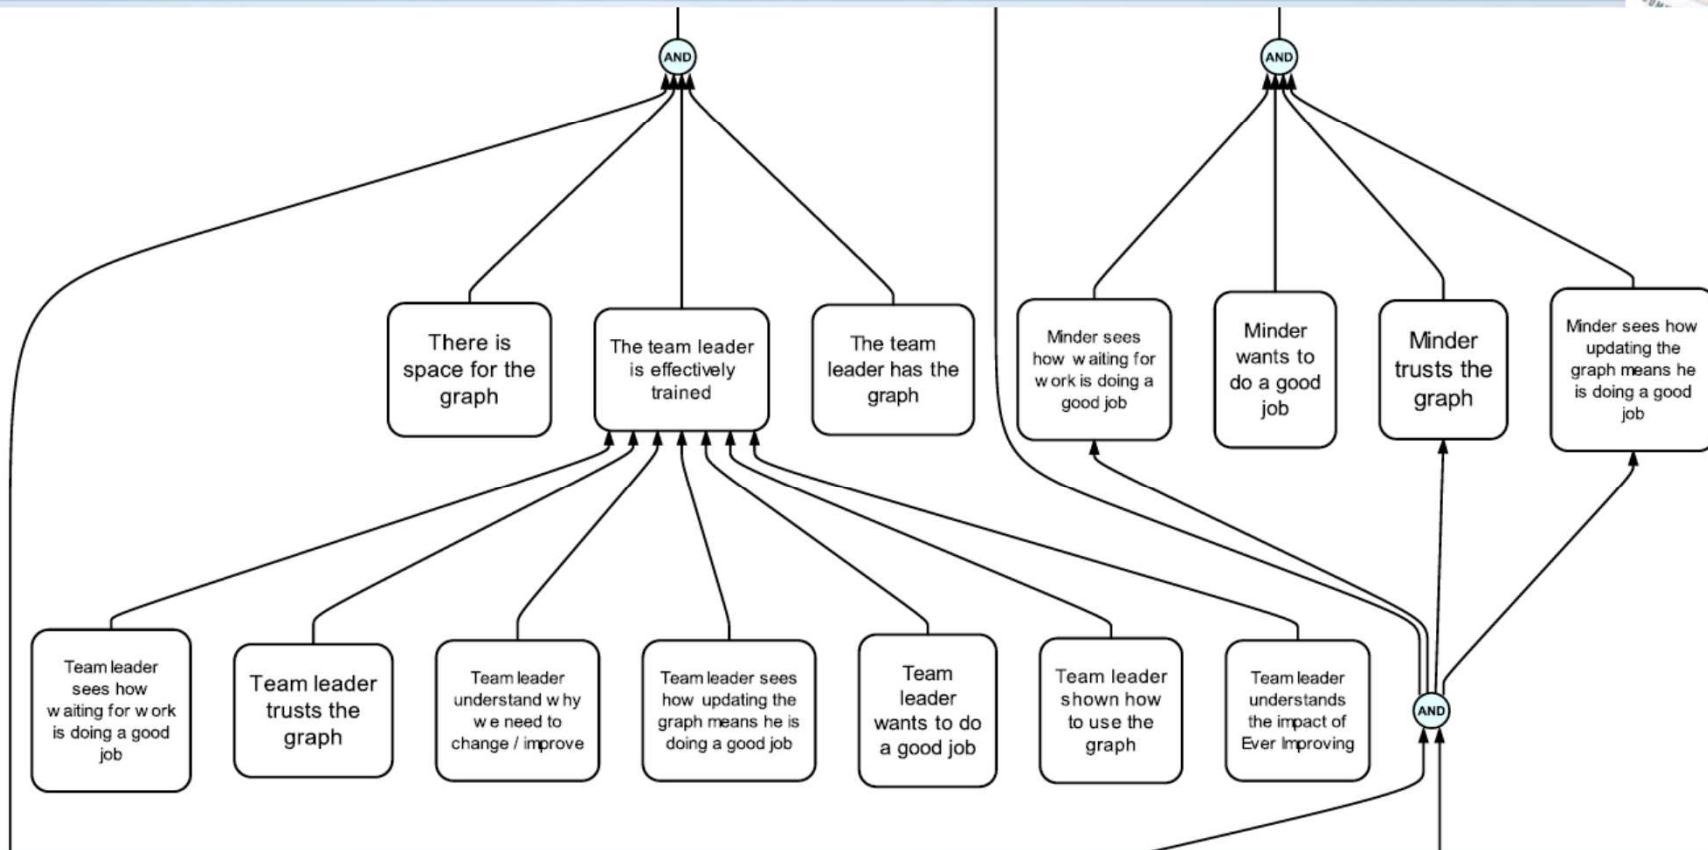 AND
AND
There is
space for the
graph
The team leader
is effectively
trained
The team
leader has the
graph
Minder sees
how waiting for
work is doing a
good job
Minder
wants to
do a good
job
Minder
trusts the
graph
Minder sees how
updating the
graph means he
is doing a good
job
Team leader
sees how
waiting for work
is doing a good
job
Team leader
trusts the
graph
Team leader
understand why
we need to
change / improve
Team leader sees
how updating the
graph means he is
doing a good job
Team
leader
wants to do
a good job
Team leader
shown how
to use the
graph
Team leader
understands
the impact of
Ever Improving
AND